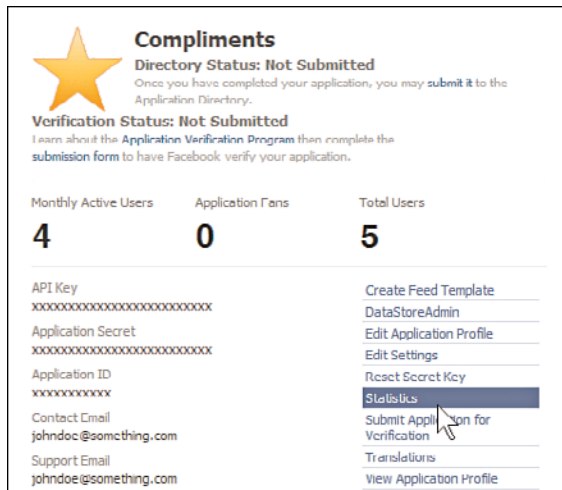 Compliments
Directory Status: Not Submitted
Once you have completed your application, you may submit it to the
Application Directory.
Verification Status: Not Submitted
Learn about the Application Verification Program then complete the
submission form to have Facebook verify your application.
Monthly Active Users Application Fans Total Users
4 0 5
API Key
xxxxxxxxxxxxxxxxxxxxxxxxxx
Application Secret
xxxxxxxxxxxxxxxxxxxxxxxxxx
Application ID
xxxxxxxxxxx
Contact Email
johndoe@something.com
Support Email
johndoe@something.com
Create Feed Template
DataStoreAdmin
Edit Application Profile
Edit Settings
Reset Secret Key
Statistics
Submit Application for
Verification
Translations
View Application Profile